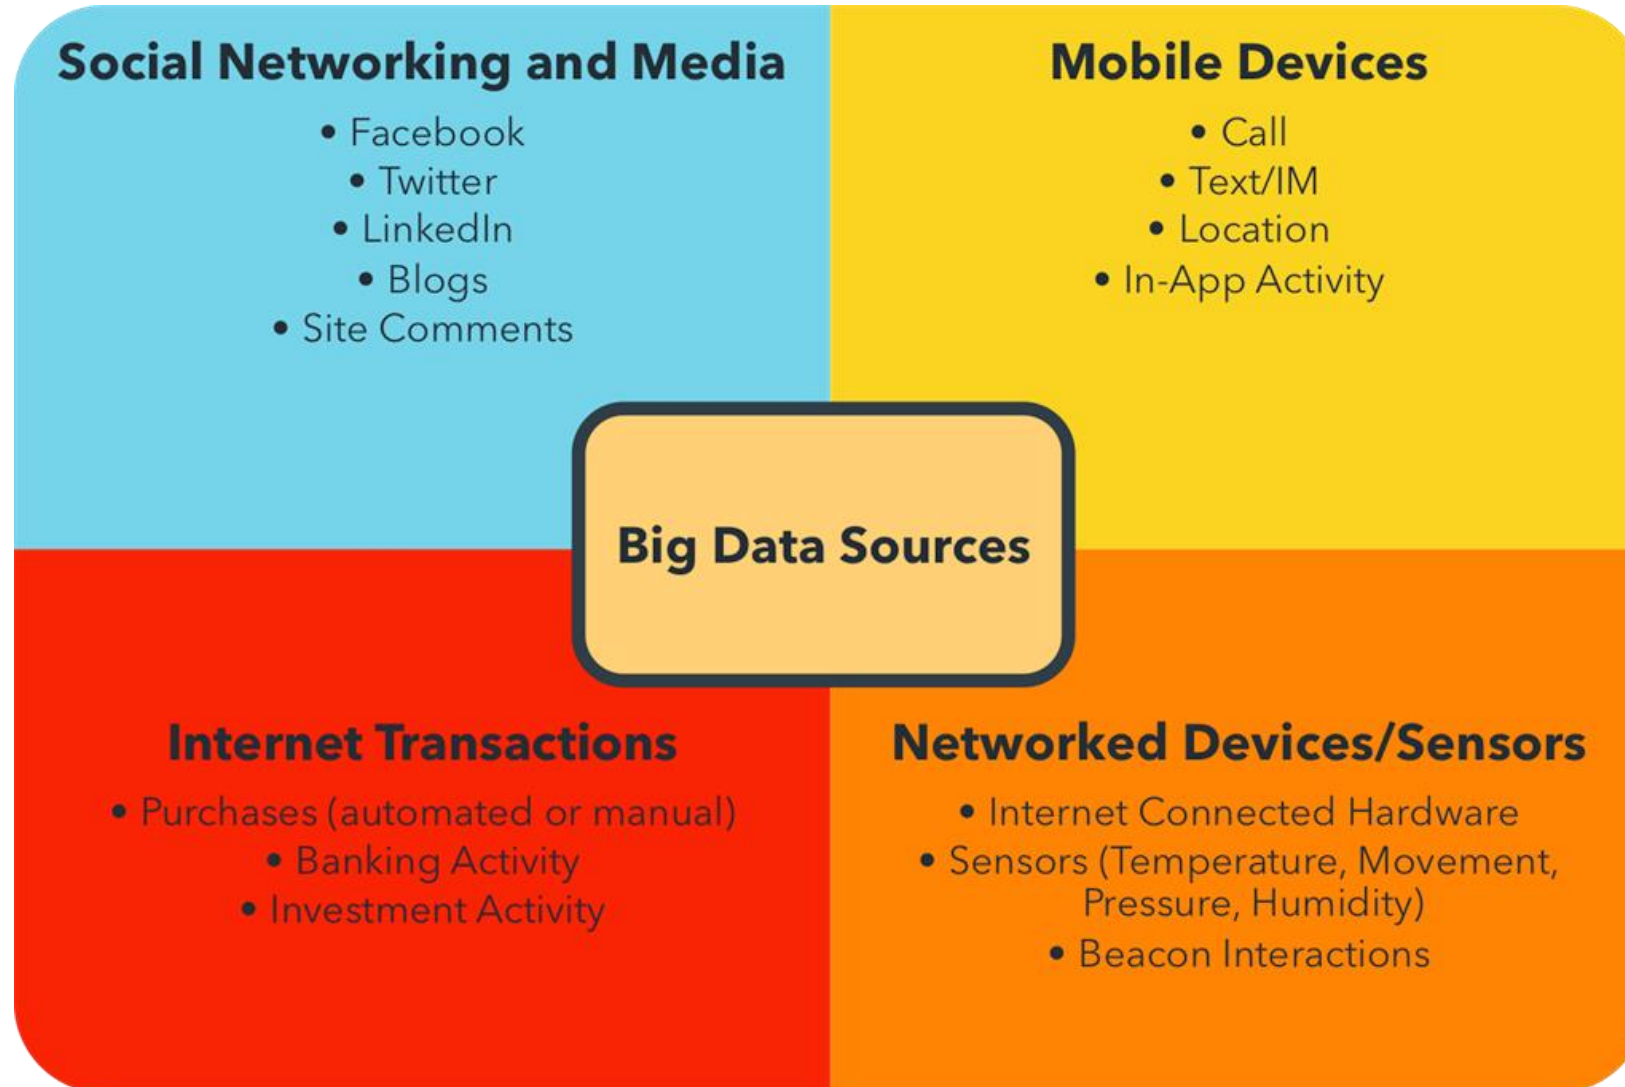 Social Networking and Media
• Facebook
• Twitter
• LinkedIn
• Blogs
• Site Comments
Mobile Devices
• Call
• Text/IM
• Location
• In-App Activity
Big Data Sources
Internet Transactions
• Purchases (automated or manual)
• Banking Activity
• Investment Activity
Networked Devices/Sensors
• Internet Connected Hardware
• Sensors (Temperature, Movement,
Pressure, Humidity)
• Beacon Interactions